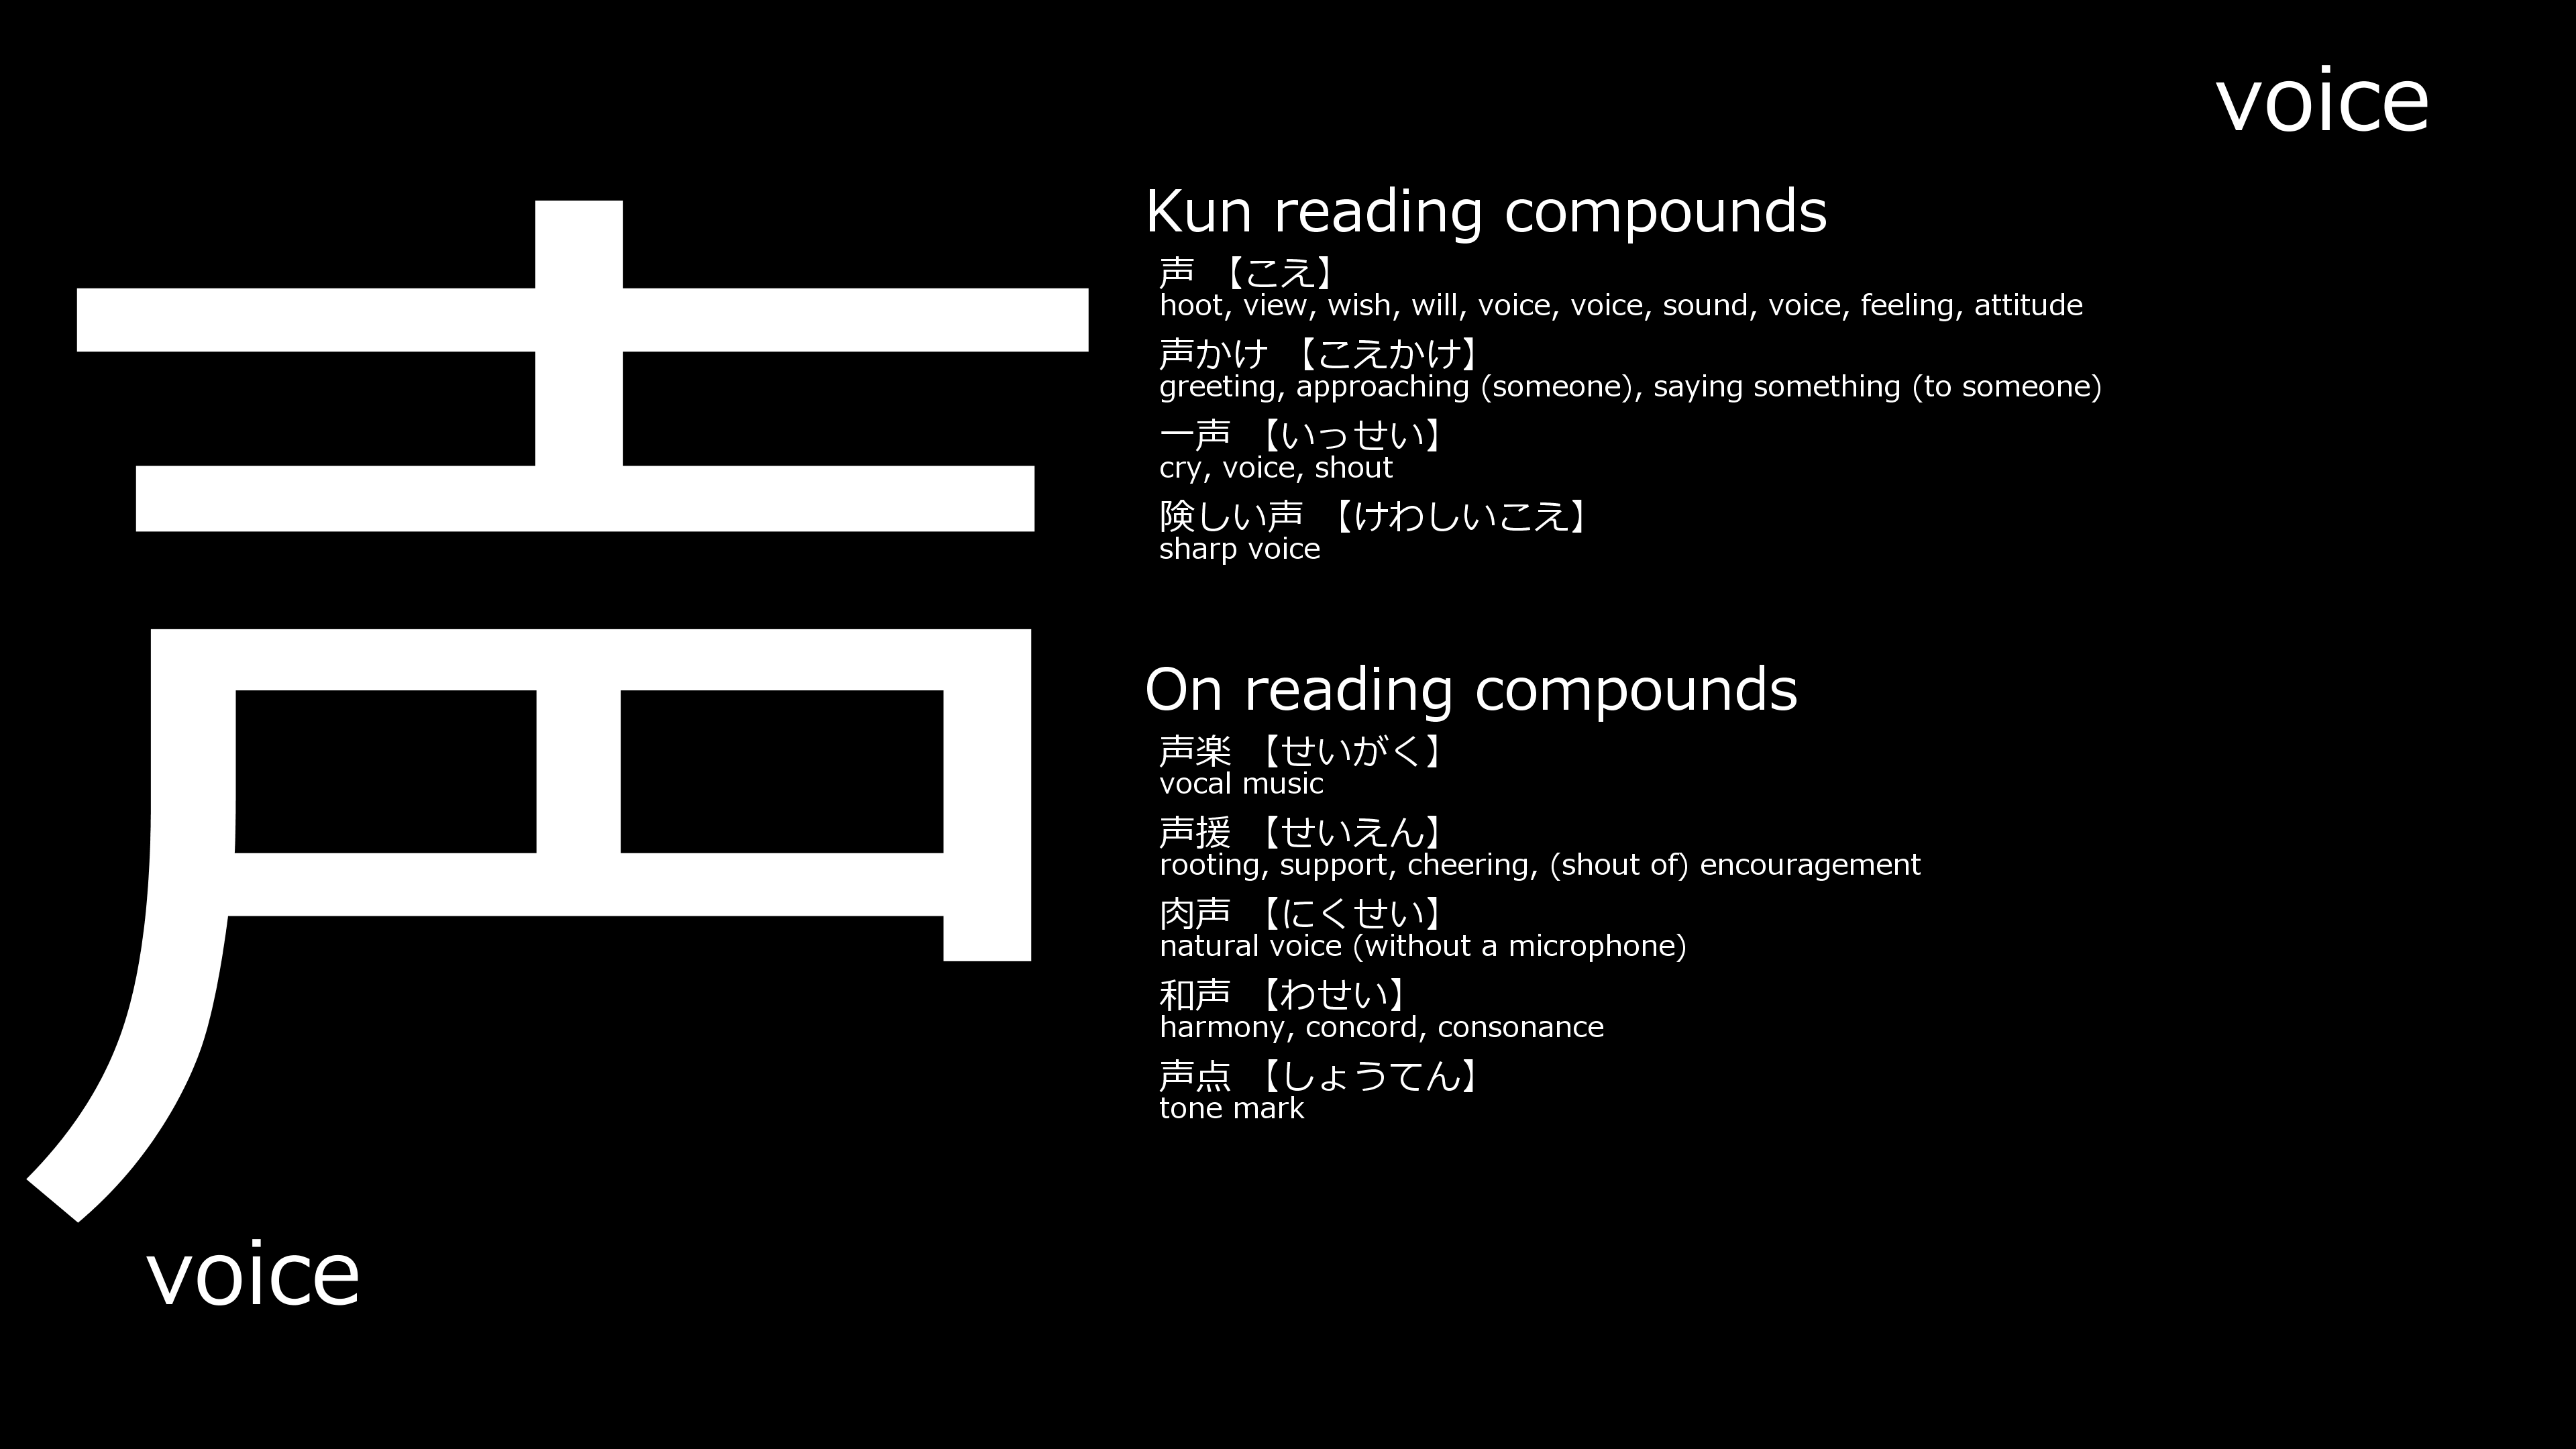 voice
声
voice
Kun reading compounds
声 【こえ】
hoot, view, wish, will, voice, voice, sound, voice, feeling, attitude
声かけ 【こえかけ】
greeting, approaching (someone), saying something (to someone)
一声 【いっせい】
cry, voice, shout
険しい声 【けわしいこえ】
sharp voice
On reading compounds
声楽 【せいがく】
vocal music
声援 【せいえん】
rooting, support, cheering, (shout of) encouragement
肉声 【にくせい】
natural voice (without a microphone)
和声 【わせい】
harmony, concord, consonance
声点 【しょうてん】
tone mark